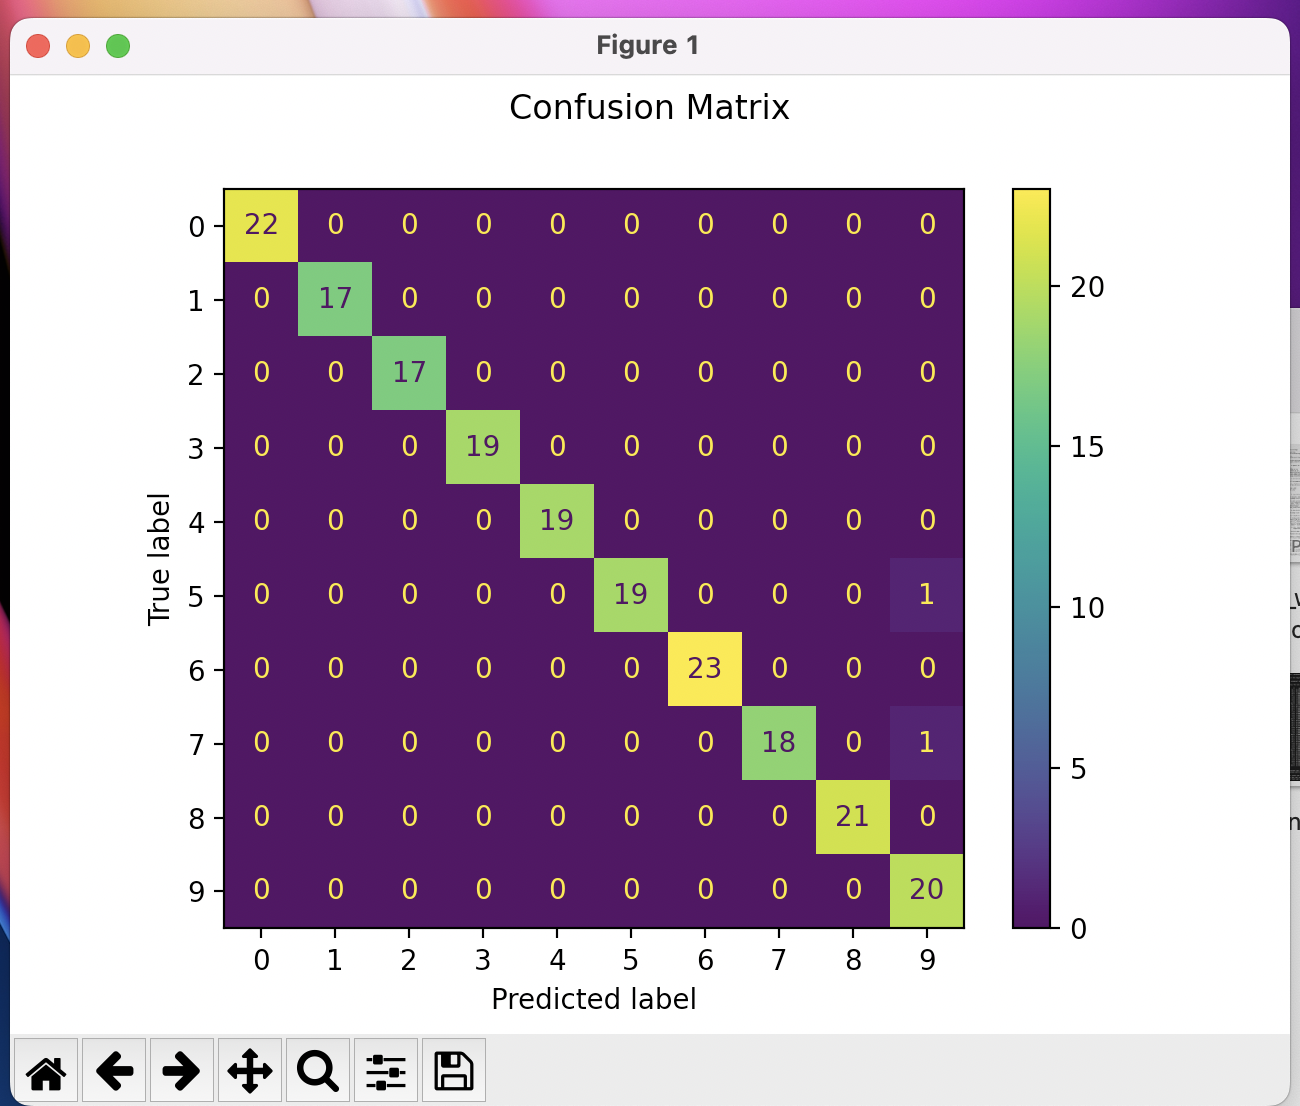 Figure 1
Confusion Matrix
0 22 0 0 0 0 0 0 0 0 0
1 0 17 0 0 0 0 0 0 0 0
2 0 0 17 0 0 0 0 0 0 0
3 0 0 0 19 0 0 0 0 0 0
4 0 0 0 0 19 0 0 0 0 0
5 0 0 0 0 0 19 0 0 0 1
6 0 0 0 0 0 0 23 0 0 0
7 0 0 0 0 0 0 0 18 0 1
8 0 0 0 0 0 0 0 0 21 0
9 0 0 0 0 0 0 0 0 0 20
0 1 2 3 4 5 6 7 8 9
True label
Predicted label
20
15
10
5
0